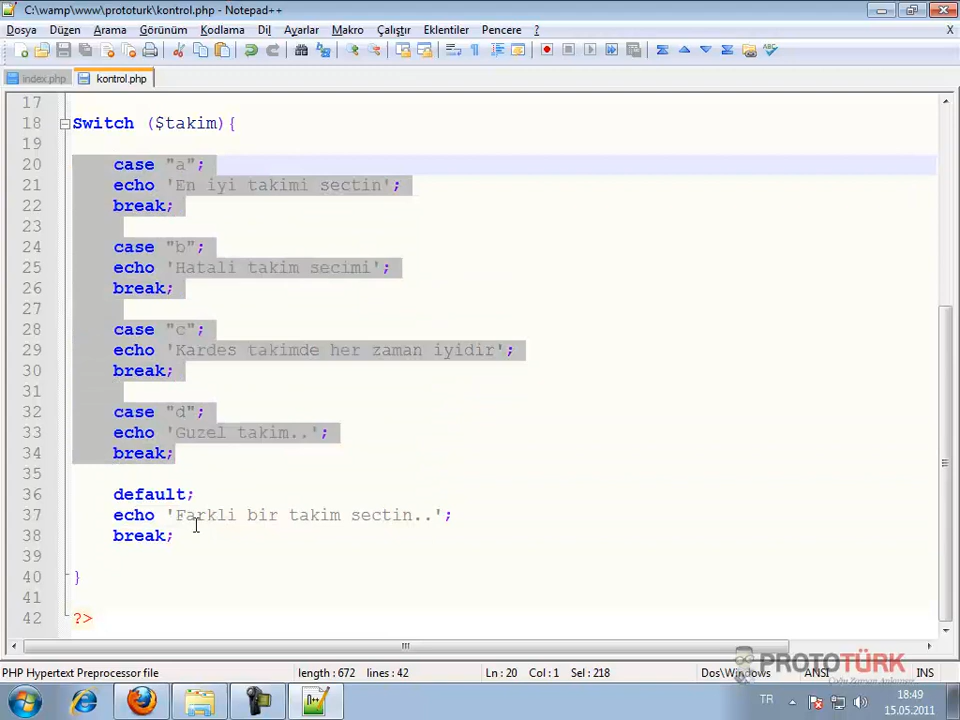 C:\wamp\www\prototurk\kontrol.php - Notepad++
Dosya Düzen Arama Görünüm Kodlama Dil Ayarlar Makro Çalıştır Eklentiler Pencere ? X
index.php kontrol.php
17
18 Switch ($takim){
19
20 case "a";
21 echo 'En iyi takimi sectin';
22 break;
23
24 case "b";
25 echo 'Hatali takim secimi';
26 break;
27
28 case "c";
29 echo 'Kardes takimde her zaman iyidir';
30 break;
31
32 case "d";
33 echo 'Guzel takim..';
34 break;
35
36 default;
37 echo 'Farkli bir takim sectin..';
38 break;
39
40 }
41
42 ?>
PROTOTÜRK
Çoğu Zaman Anlamsız
PHP Hypertext Preprocessor file length : 672 lines : 42 Ln : 20 Col : 1 Sel : 218 Dos\Windows ANSI INS
TR 18:49
15.05.2011